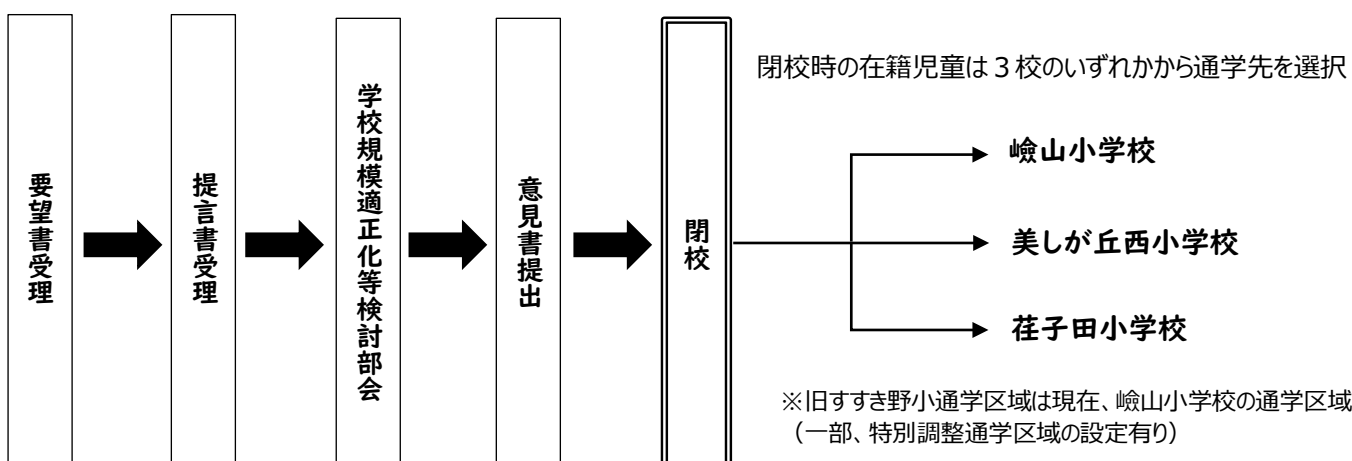 要望書受理
提言書受理
学校規模適正化等検討部会
意見書提出
閉校
閉校時の在籍児童は3校のいずれかから通学先を選択
嶮山小学校
美しが丘西小学校
荏子田小学校
※旧すすき野小通学区域は現在、嶮山小学校の通学区域
（一部、特別調整通学区域の設定有り）